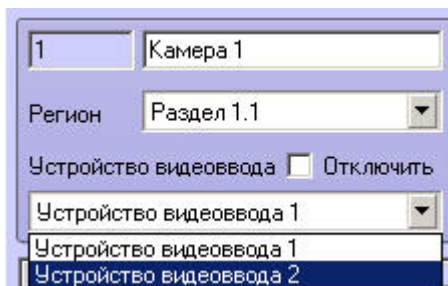 1 Камера 1
Регион Раздел 1.1
Устройство видеоввода Отключить
Устройство видеоввода 1
Устройство видеоввода 1
Устройство видеоввода 2